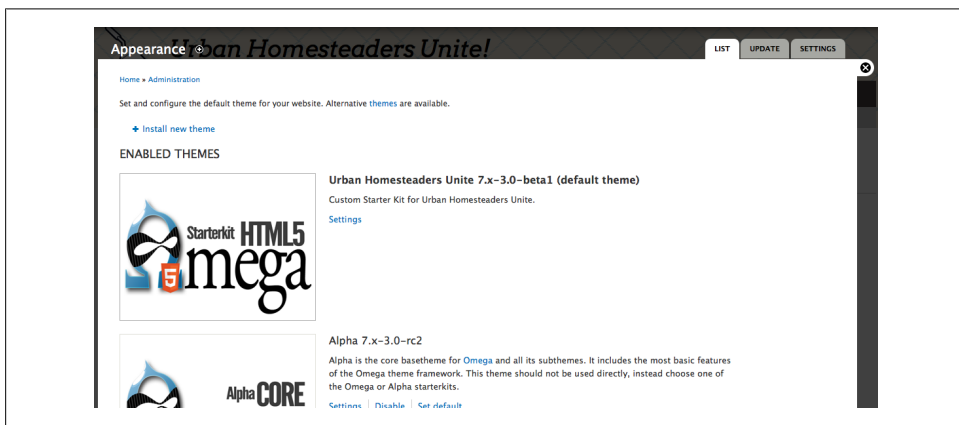 Urban Homesteaders Unite!
Appearance
LIST UPDATE SETTINGS
Home » Administration
Set and configure the default theme for your website. Alternative themes are available.
+ Install new theme
ENABLED THEMES
Urban Homesteaders Unite 7.x-3.0-beta1 (default theme)
Custom Starter Kit for Urban Homesteaders Unite.
Settings
Starterkit HTML5
Omega
5
Alpha 7.x-3.0-rc2
Alpha is the core basetheme for Omega and all its subthemes. It includes the most basic features
of the Omega theme framework. This theme should not be used directly, instead choose one of
the Omega or Alpha starterkits.
Settings Disable Set default
Alpha CORE